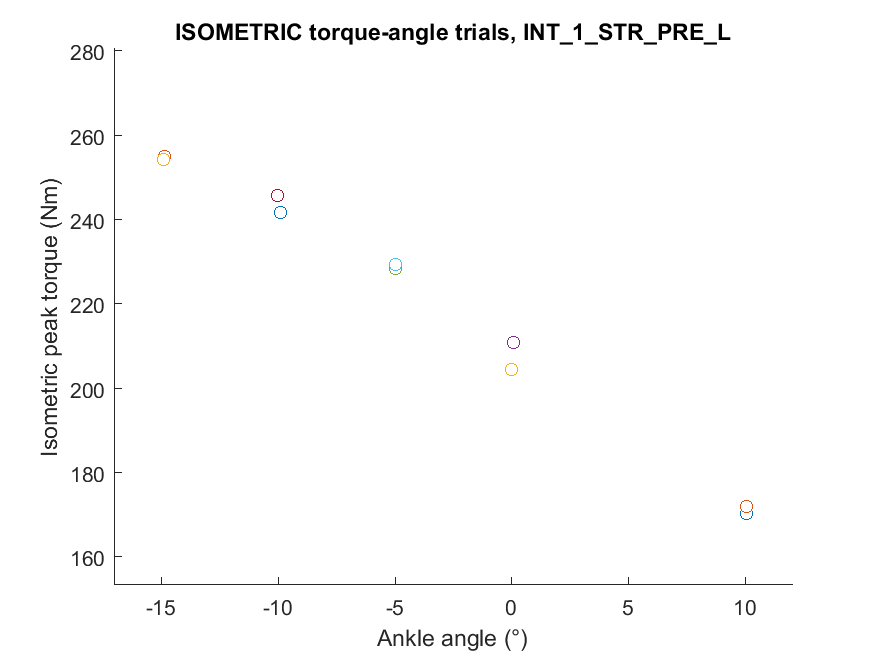 ISOMETRIC torque-angle trials, INT_1_STR_PRE_L
280
260
240
220
200
180
160
Isometric peak torque (Nm)
-15 -10 -5 0 5 10
Ankle angle (°)